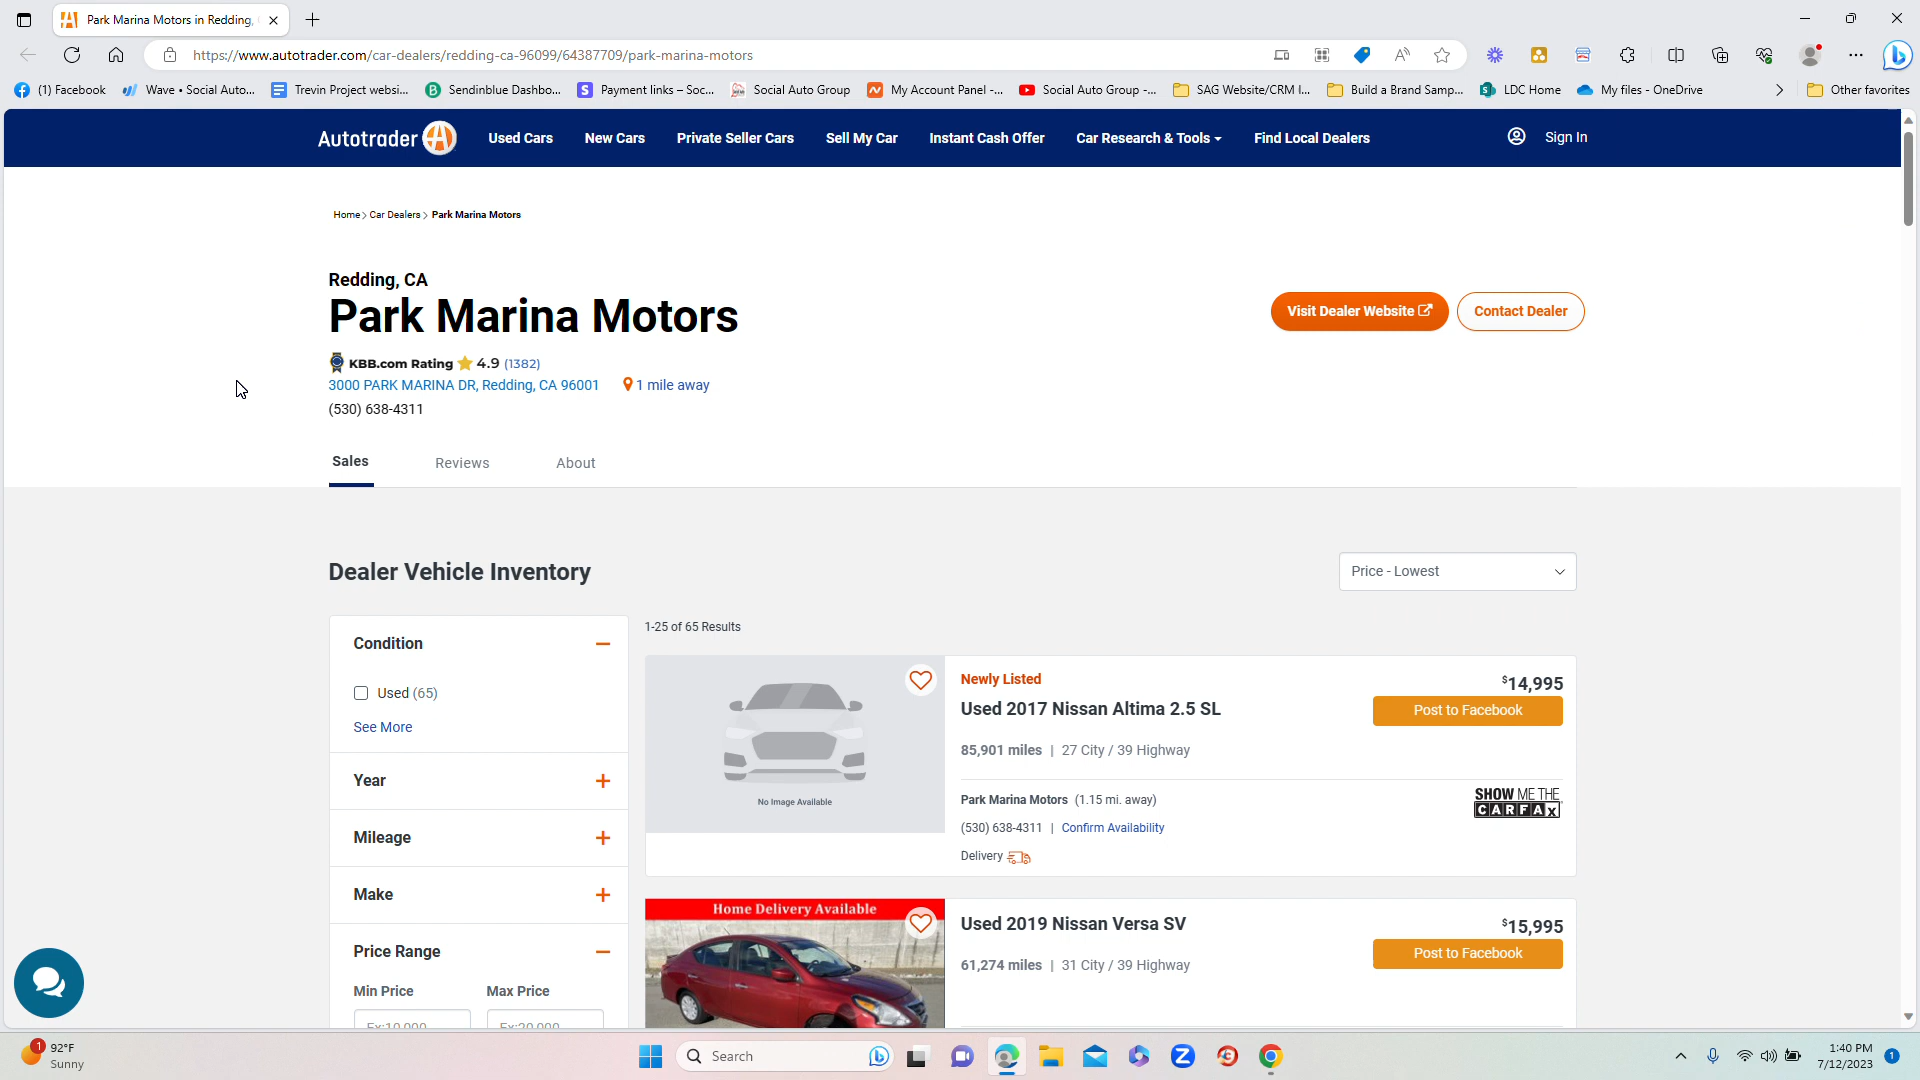 Park Marina Motors in Redding,
https://www.autotrader.com/car-dealers/redding-ca-96099/64387709/park-marina-motors
(1) Facebook
Wave • Social Auto...
Trevin Project websi...
Sendinblue Dashbo...
Payment links – Soc...
Social Auto Group
My Account Panel -...
Social Auto Group -...
SAG Website/CRM I...
Build a Brand Samp...
LDC Home
My files - OneDrive
Other favorites
Autotrader
Used Cars
New Cars
Private Seller Cars
Sell My Car
Instant Cash Offer
Car Research & Tools
Find Local Dealers
Sign In
Home > Car Dealers > Park Marina Motors
Redding, CA
Park Marina Motors
Visit Dealer Website
Contact Dealer
KBB.com Rating 4.9 (1382)
3000 PARK MARINA DR, Redding, CA 96001 1 mile away
(530) 638-4311
Sales
Reviews
About
Dealer Vehicle Inventory
Price - Lowest
Condition
Used (65)
See More
Year
Mileage
Make
Price Range
Min Price
Max Price
Ex:10,000
Ex:20,000
1-25 of 65 Results
No Image Available
Newly Listed
$14,995
Used 2017 Nissan Altima 2.5 SL
Post to Facebook
85,901 miles | 27 City / 39 Highway
Park Marina Motors (1.15 mi. away)
SHOW ME THE
CARFAX
(530) 638-4311 | Confirm Availability
Delivery
Home Delivery Available
Used 2019 Nissan Versa SV
$15,995
Post to Facebook
61,274 miles | 31 City / 39 Highway
1
92°F
Sunny
Search
1:40 PM
7/12/2023
1